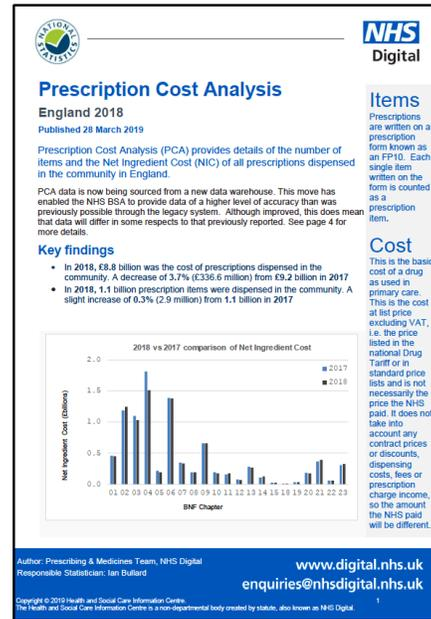 NATIONAL STATISTICS
NHS
Digital
Prescription Cost Analysis
England 2018
Published 28 March 2019
Prescription Cost Analysis (PCA) provides details of the number of
items and the Net Ingredient Cost (NIC) of all prescriptions dispensed
in the community in England.
PCA data is now being sourced from a new data warehouse. This move has
enabled the NHS BSA to provide data of a higher level of accuracy than was
previously possible through the legacy system. Although improved, this does mean
that data will differ in some respects to that previously reported. See page 4 for
more details.
Key findings
• In 2018, £8.8 billion was the cost of prescriptions dispensed in the
community. A decrease of 3.7% (£336.6 million) from £9.2 billion in 2017
• In 2018, 1.1 billion prescription items were dispensed in the community. A
slight increase of 0.3% (2.9 million) from 1.1 billion in 2017
2018 vs 2017 comparison of Net Ingredient Cost
2017
2018
Net Ingredient Cost (£billions)
2.0
1.5
1.0
0.5
0.0
01 02 03 04 05 06 07 08 09 10 11 12 13 14 15 18 19 20 21 22 23
BNF Chapter
Items
Prescriptions
are written on a
prescription
form known as
an FP10. Each
single item
written on the
form is counted
as a
prescription
item.
Cost
This is the basic
cost of a drug
as used in
primary care.
This is the cost
at list price
excluding VAT,
i.e. the price
listed in the
national Drug
Tariff or in
standard price
lists and is not
necessarily the
price the NHS
paid. It does not
take into
account any
contract prices
or discounts,
dispensing
costs, fees or
prescription
charge income,
so the amount
the NHS paid
will be different.
Author: Prescribing & Medicines Team, NHS Digital
Responsible Statistician: Ian Bullard
www.digital.nhs.uk
enquiries@nhsdigital.nhs.uk
Copyright © 2019 Health and Social Care Information Centre.
The Health and Social Care Information Centre is a non-departmental body created by statute, also known as NHS Digital.
1